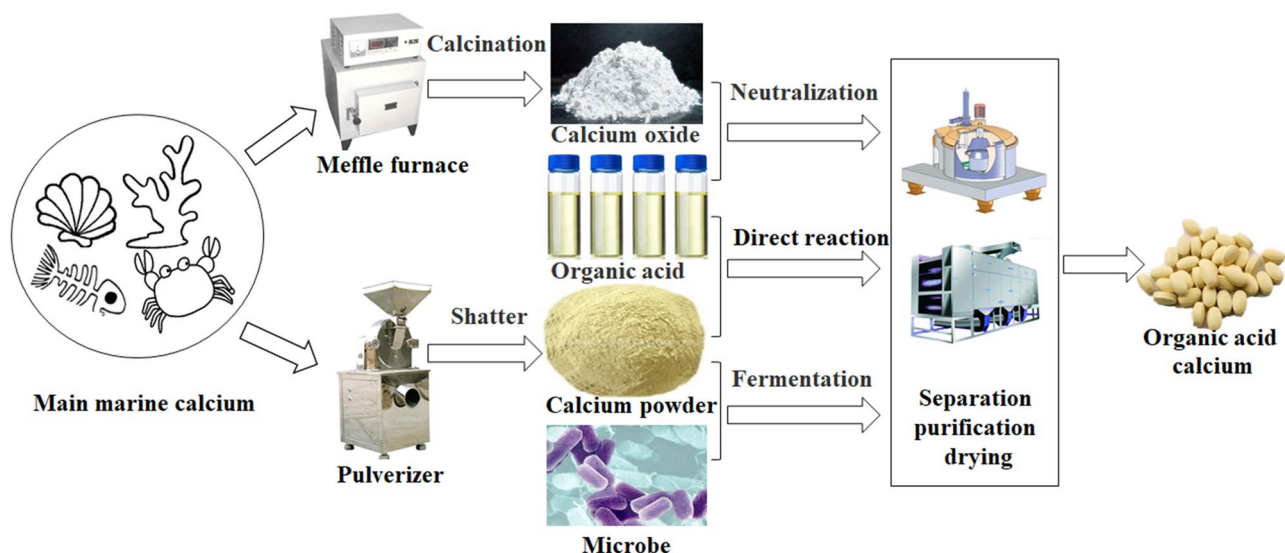 Calcination
Meffle furnace
Calcium oxide
Neutralization
Organic acid
Direct reaction
Main marine calcium
Shatter
Pulverizer
Calcium powder
Fermentation
Microbe
Separation
purification
drying
Organic acid
calcium